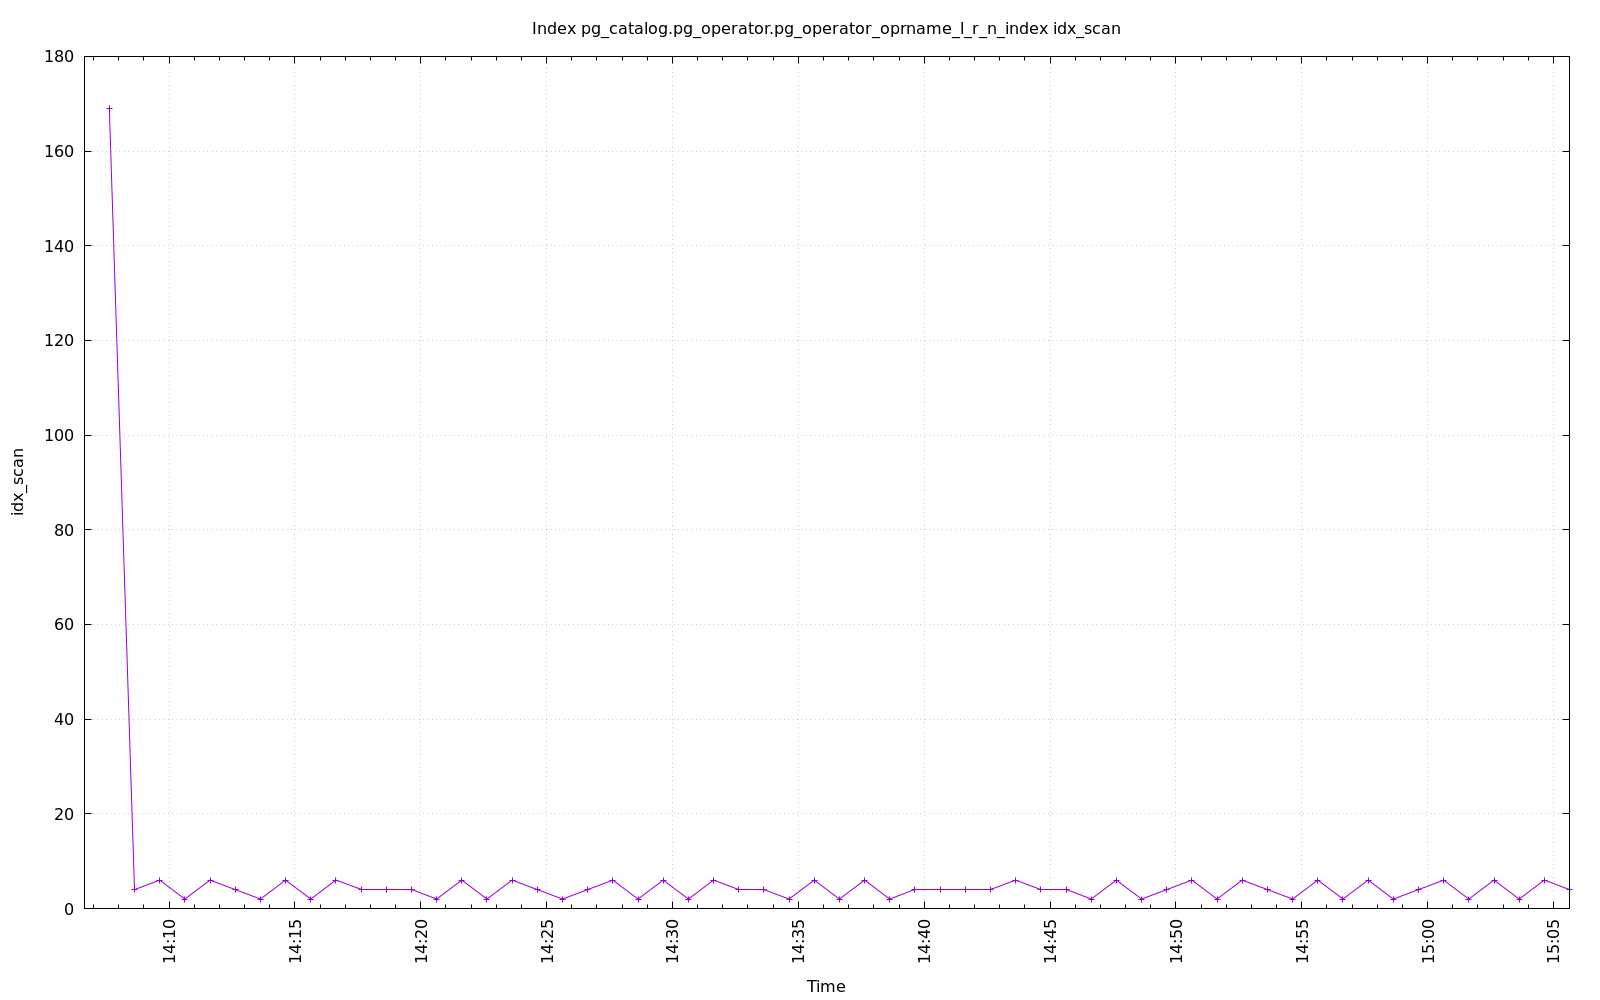 Index pg_catalog.pg_operator.pg_operator_oprname_l_r_n_index idx_scan
180
160
140
120
100
80
60
40
20
0
idx_scan
14:10 14:15 14:20 14:25 14:30 14:35 14:40 14:45 14:50 14:55 15:00 15:05
Time